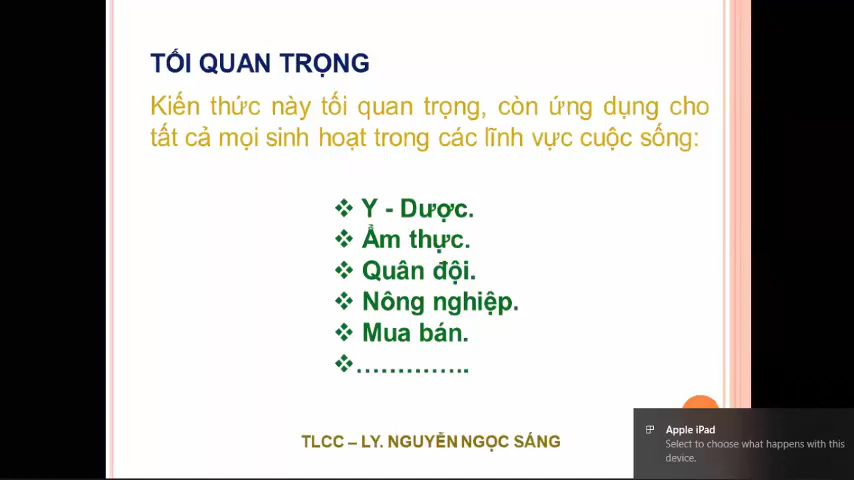 TỐI QUAN TRỌNG
Kiến thức này tối quan trọng, còn ứng dụng cho
tất cả mọi sinh hoạt trong các lĩnh vực cuộc sống:
❖ Y - Dược.
❖ Ẩm thực.
❖ Quân đội.
❖ Nông nghiệp.
❖ Mua bán.
❖…………..
TLCC – LY. NGUYỄN NGỌC SÁNG
Apple iPad
Select to choose what happens with this
device.